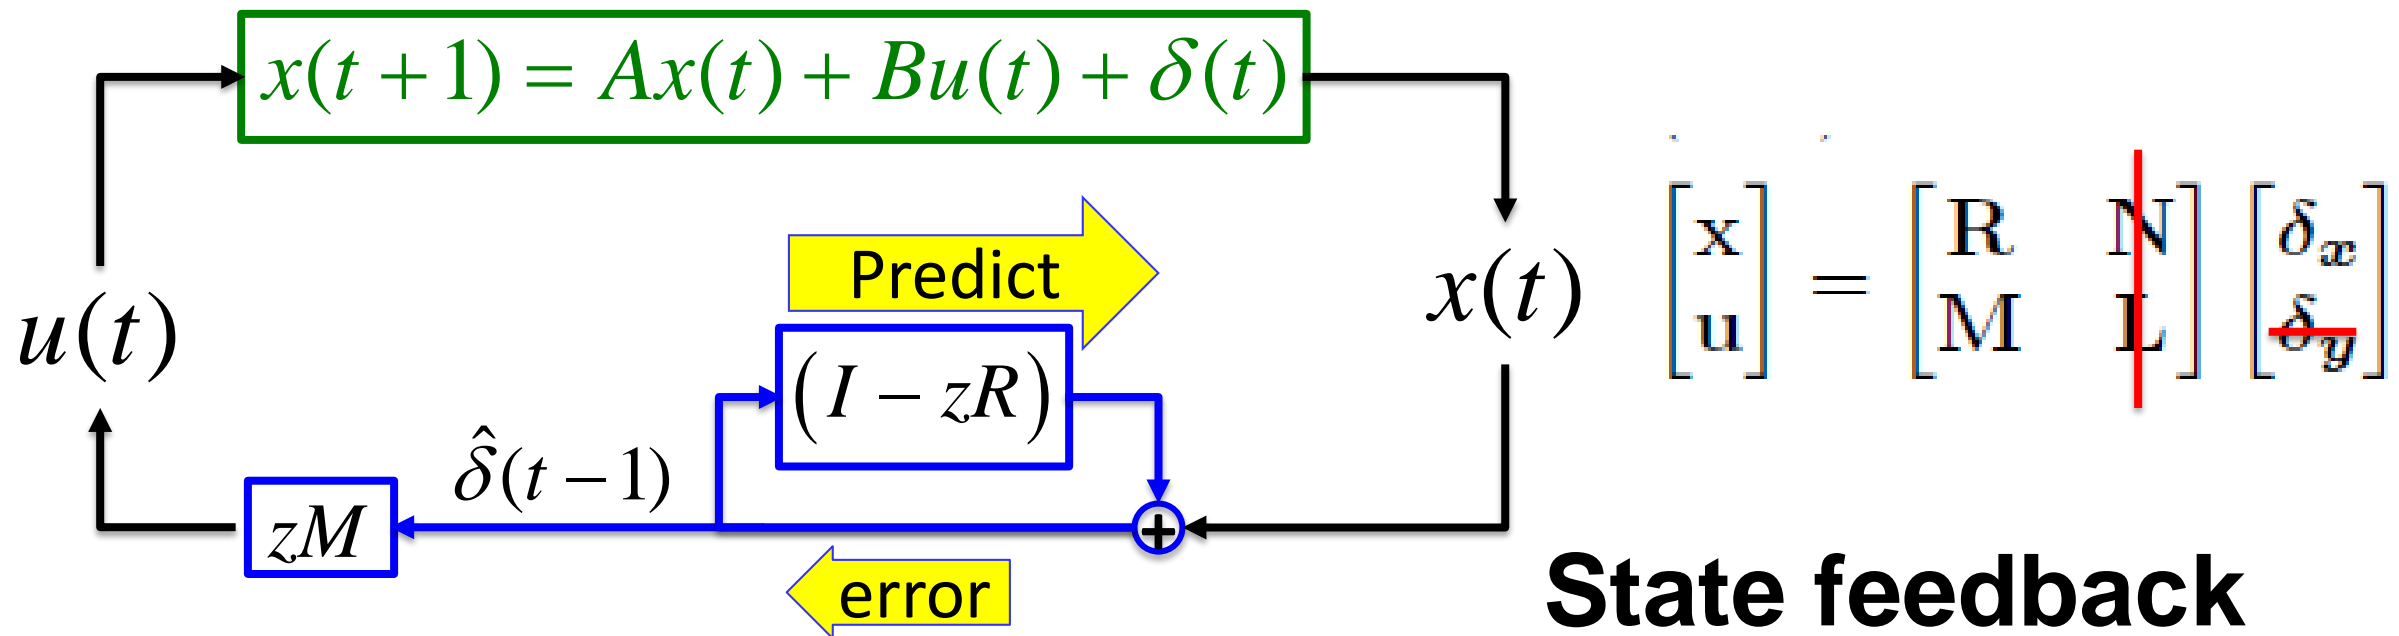 x(t + 1) = Ax(t) + Bu(t) + δ(t)
Predict
u(t)
x(t)
(I − zR)
δ̂(t − 1)
zM
+
error
[x u] = [R N M L] [δx δy]
State feedback